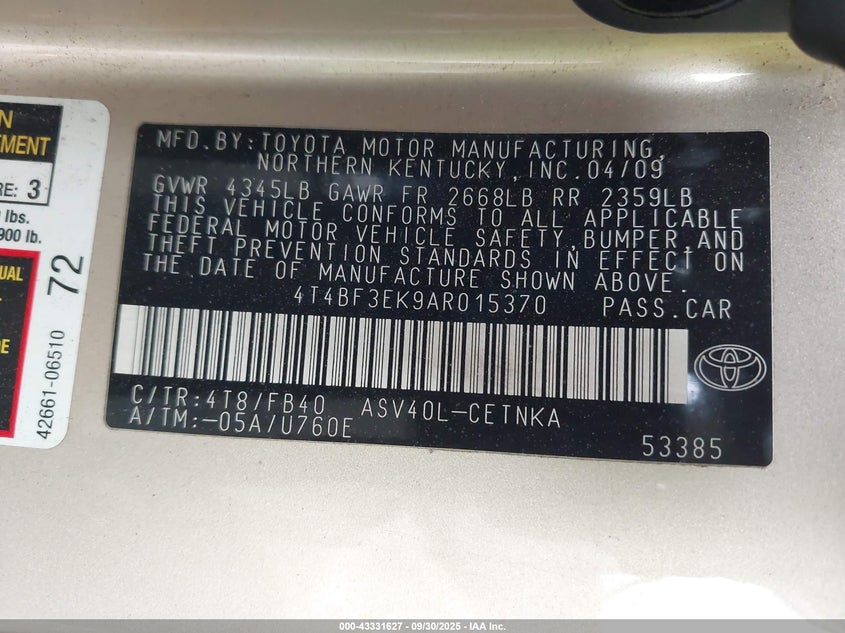 N
TEMENT
RE: 3
lbs.
900 lb.
UAL
DE
72
42661-06510
MFD.BY:TOYOTA MOTOR MANUFACTURING,
NORTHERN KENTUCKY,INC.04/09
GVWR 4345LB GAWR FR 2668LB RR 2359LB
THIS VEHICLE CONFORMS TO ALL APPLICABLE
FEDERAL MOTOR VEHICLE SAFETY,BUMPER,AND
THEFT PREVENTION STANDARDS IN EFFECT ON
THE DATE OF MANUFACTURE SHOWN ABOVE.
4T4BF3EK9AR015370 PASS.CAR
C/TR:4T8/FB40 ASV40L-CETNKA
A/TM:-05A/U760E
53385
000-43331627 - 09/30/2025 - IAA Inc.